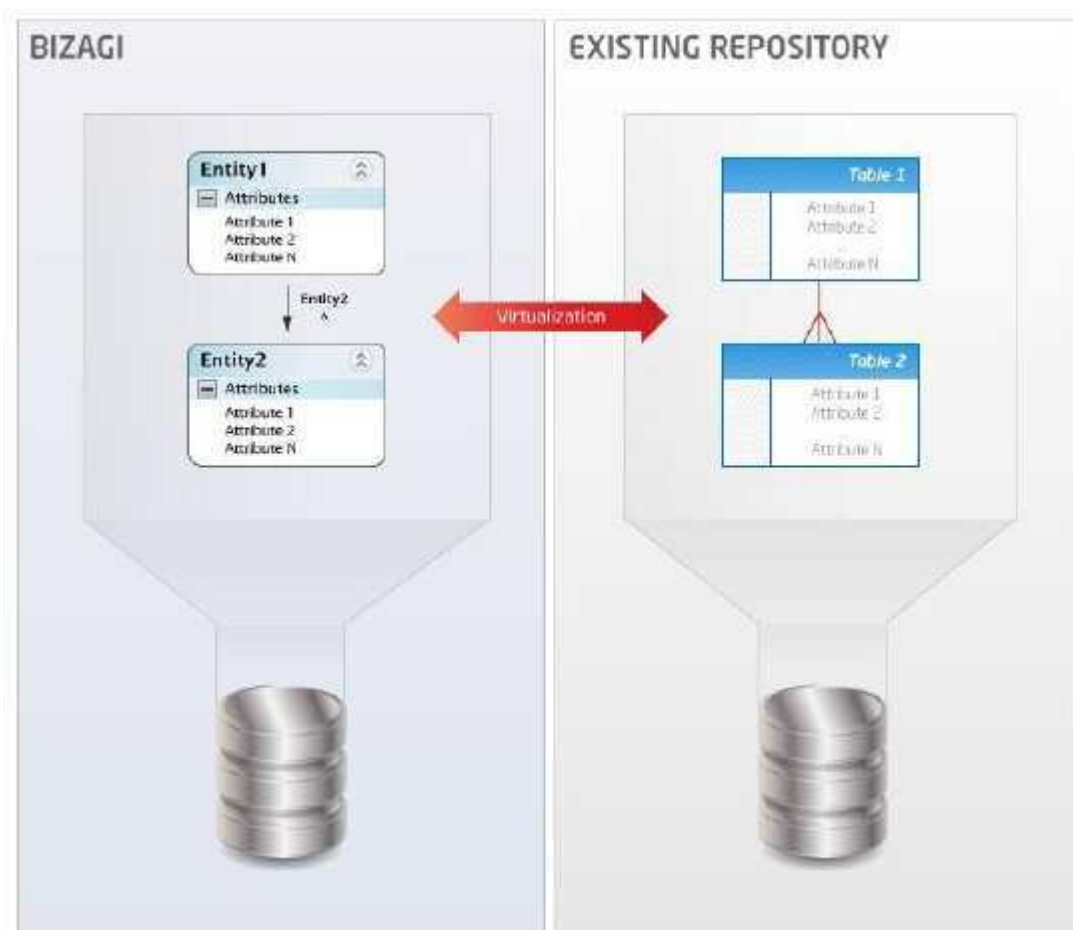 BIZAGI
Entity1
Attributes
Attribute 1
Attribute 2
Attribute N
Entity2
Entity2
Attributes
Attribute 1
Attribute 2
Attribute N
Virtualization
EXISTING REPOSITORY
Table 1
Attribute 1
Attribute 2
...
Attribute N
Table 2
Attribute 1
Attribute 2
...
Attribute N